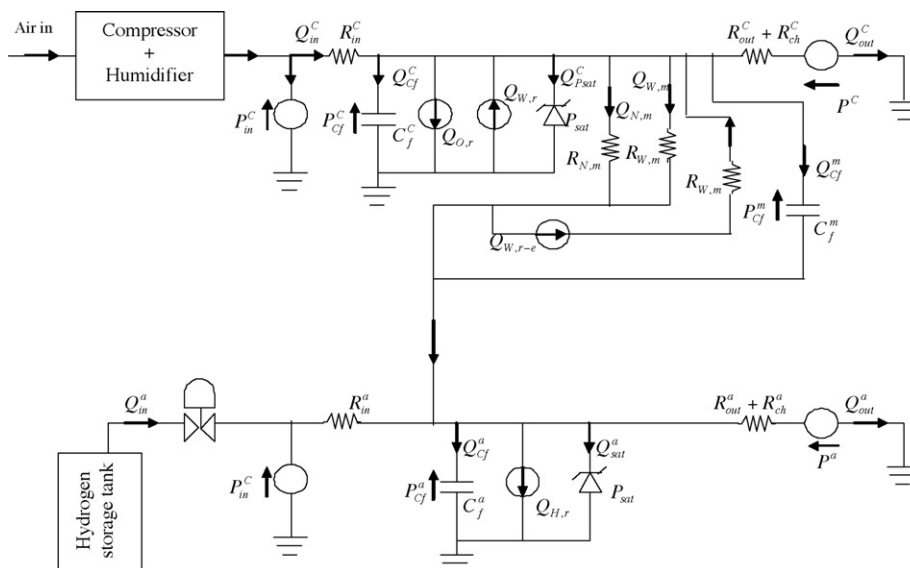 Air in
Compressor
+
Humidifier
Q_in^C
R_in^C
P_in^C
Q_Cf^C
P_Cf^C
C_f^C
Q_O,r
Q_W,r
Q_Psat^C
P_sat
Q_N,m
R_N,m
Q_W,m
R_W,m
R_W,m
Q_W,r-e
R_out^C + R_ch^C
Q_out^C
P^C
Q_Cf^m
P_Cf^m
C_f^m
Q_in^a
Hydrogen
storage tank
P_in^C
R_in^a
Q_Cf^a
P_Cf^a
C_f^a
Q_H,r
Q_sat^a
P_sat
R_out^a + R_ch^a
Q_out^a
P^a